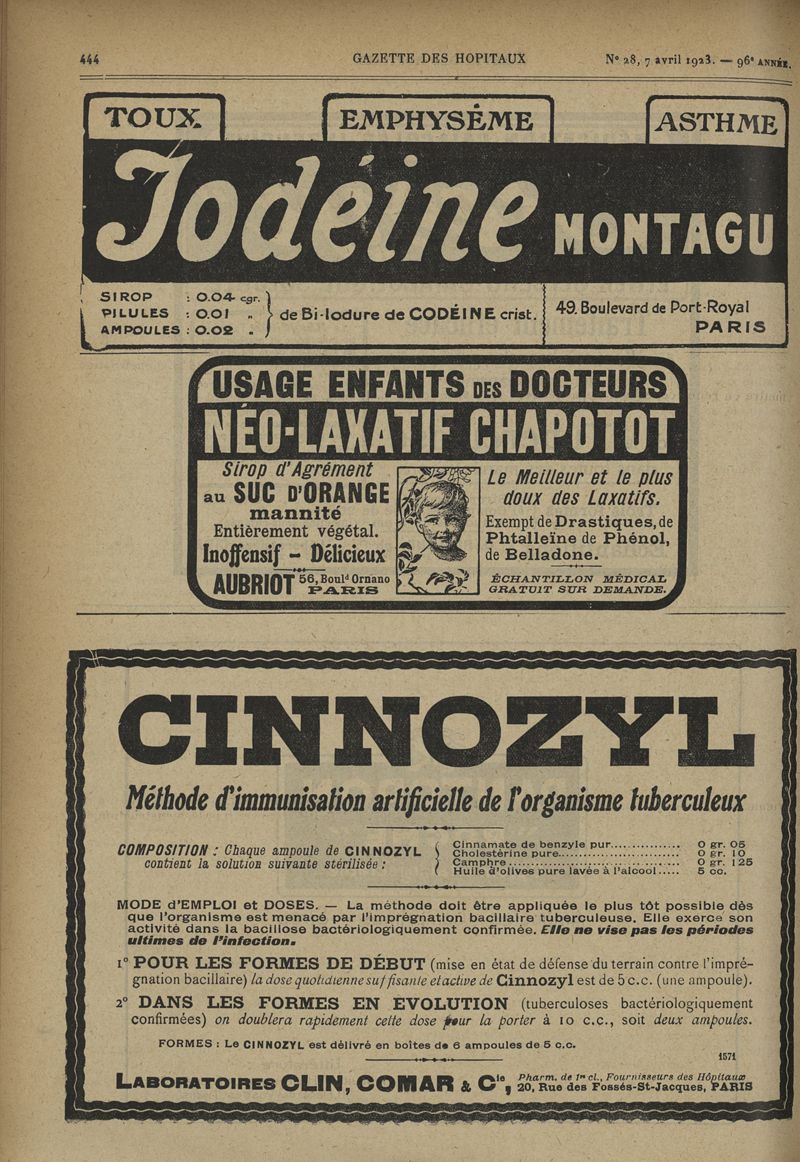 444 GAZETTE DES HOPITAUX N° 28, 7 avril 1923. — 96e ANNÉE.
TOUX EMPHYSÈME ASTHME
Iodéine MONTAGU
SIROP : 0.04 cgr.
PILULES : 0.01 „
AMPOULES : 0.02 „
de Bi-Iodure de CODÉINE crist.
49, Boulevard de Port-Royal
PARIS
USAGE ENFANTS DES DOCTEURS
NÉO-LAXATIF CHAPOTOT
Sirop d'Agrément
au SUC D'ORANGE
mannité
Entièrement végétal.
Inoffensif - Délicieux
AUBRIOT 56, Bould Ornano
PARIS
Le Meilleur et le plus
doux des Laxatifs.
Exempt de Drastiques, de
Phtalleïne de Phénol,
de Belladone.
ÉCHANTILLON MÉDICAL
GRATUIT SUR DEMANDE.
CINNOZYL
Méthode d'immunisation artificielle de l'organisme tuberculeux
COMPOSITION : Chaque ampoule de CINNOZYL
contient la solution suivante stérilisée :
Cinnamate de benzyle pur............... 0 gr. 05
Cholestérine pure............................ 0 gr. 10
Camphre........................................ 0 gr. 125
Huile d'olives pure lavée à l'alcool..... 5 cc.
MODE d'EMPLOI et DOSES. — La méthode doit être appliquée le plus tôt possible dès
que l'organisme est menacé par l'imprégnation bacillaire tuberculeuse. Elle exerce son
activité dans la bacillose bactériologiquement confirmée. Elle ne vise pas les périodes
ultimes de l'infection.
1° POUR LES FORMES DE DÉBUT (mise en état de défense du terrain contre l'impré-
gnation bacillaire) la dose quotidienne suffisante et active de Cinnozyl est de 5 c.c. (une ampoule).
2° DANS LES FORMES EN EVOLUTION (tuberculoses bactériologiquement
confirmées) on doublera rapidement cette dose pour la porter à 10 c.c., soit deux ampoules.
FORMES : Le CINNOZYL est délivré en boîtes de 6 ampoules de 5 c.c.
1571
LABORATOIRES CLIN, COMAR & Cie, Pharm. de 1re cl., Fournisseurs des Hôpitaux
20, Rue des Fossés-St-Jacques, PARIS